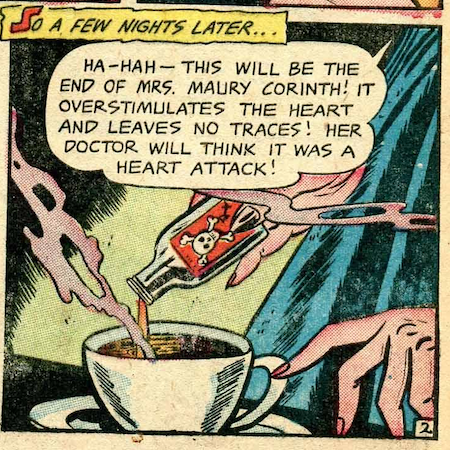 SO A FEW NIGHTS LATER...
HA-HAH— THIS WILL BE THE
END OF MRS. MAURY CORINTH! IT
OVERSTIMULATES THE HEART
AND LEAVES NO TRACES! HER
DOCTOR WILL THINK IT WAS A
HEART ATTACK!
2